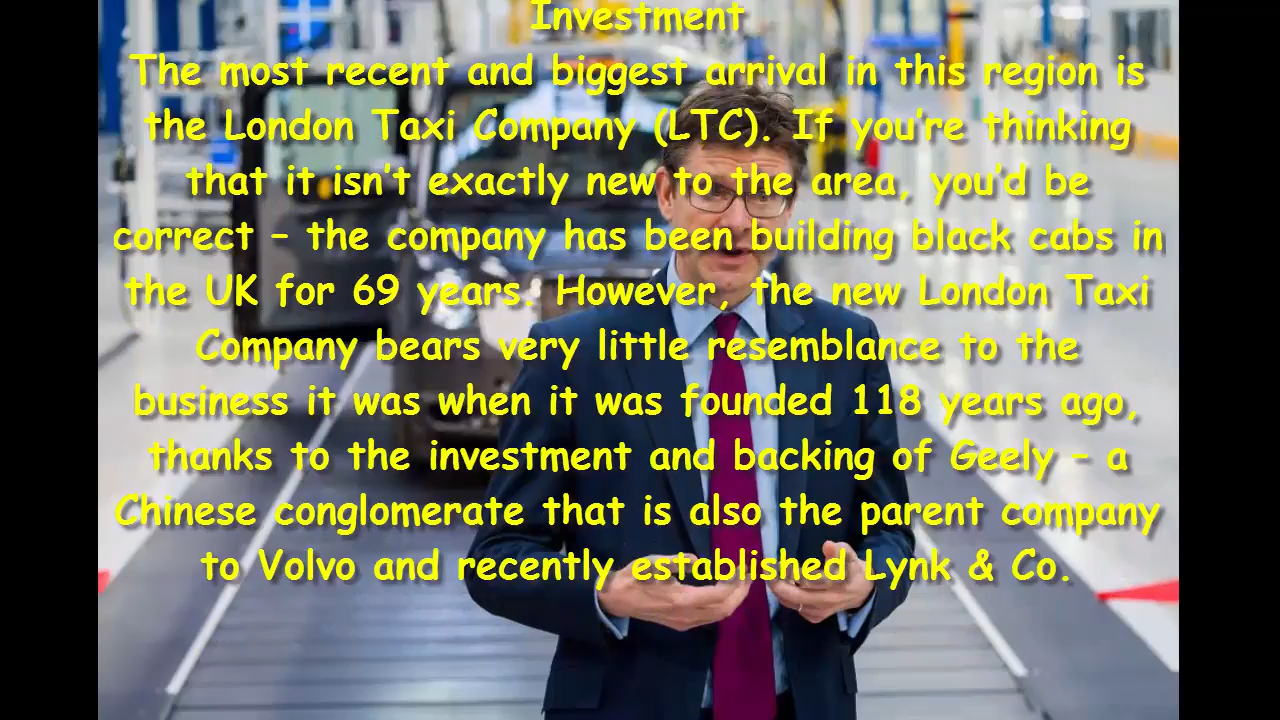 Investment
The most recent and biggest arrival in this region is
the London Taxi Company (LTC). If you're thinking
that it isn't exactly new to the area, you'd be
correct – the company has been building black cabs in
the UK for 69 years. However, the new London Taxi
Company bears very little resemblance to the
business it was when it was founded 118 years ago,
thanks to the investment and backing of Geely – a
Chinese conglomerate that is also the parent company
to Volvo and recently established Lynk & Co.